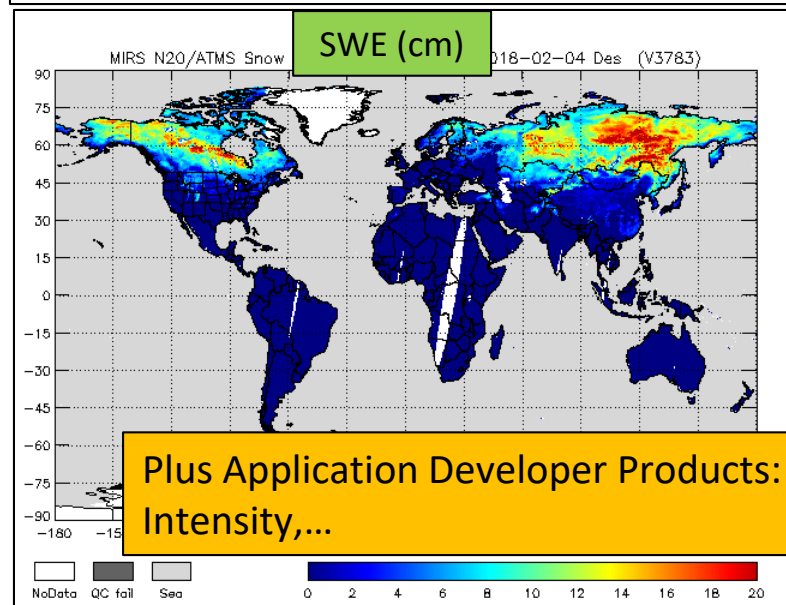 SWE (cm)
MIRS N20/ATMS Snow 018-02-04 Des (V3783)
90
75
60
45
30
15
0
-15
-30
-45
-60
-75
-90
-180 -15
Plus Application Developer Products:
Intensity,...
NoData QC fail Sea
0 2 4 6 8 10 12 14 16 18 20